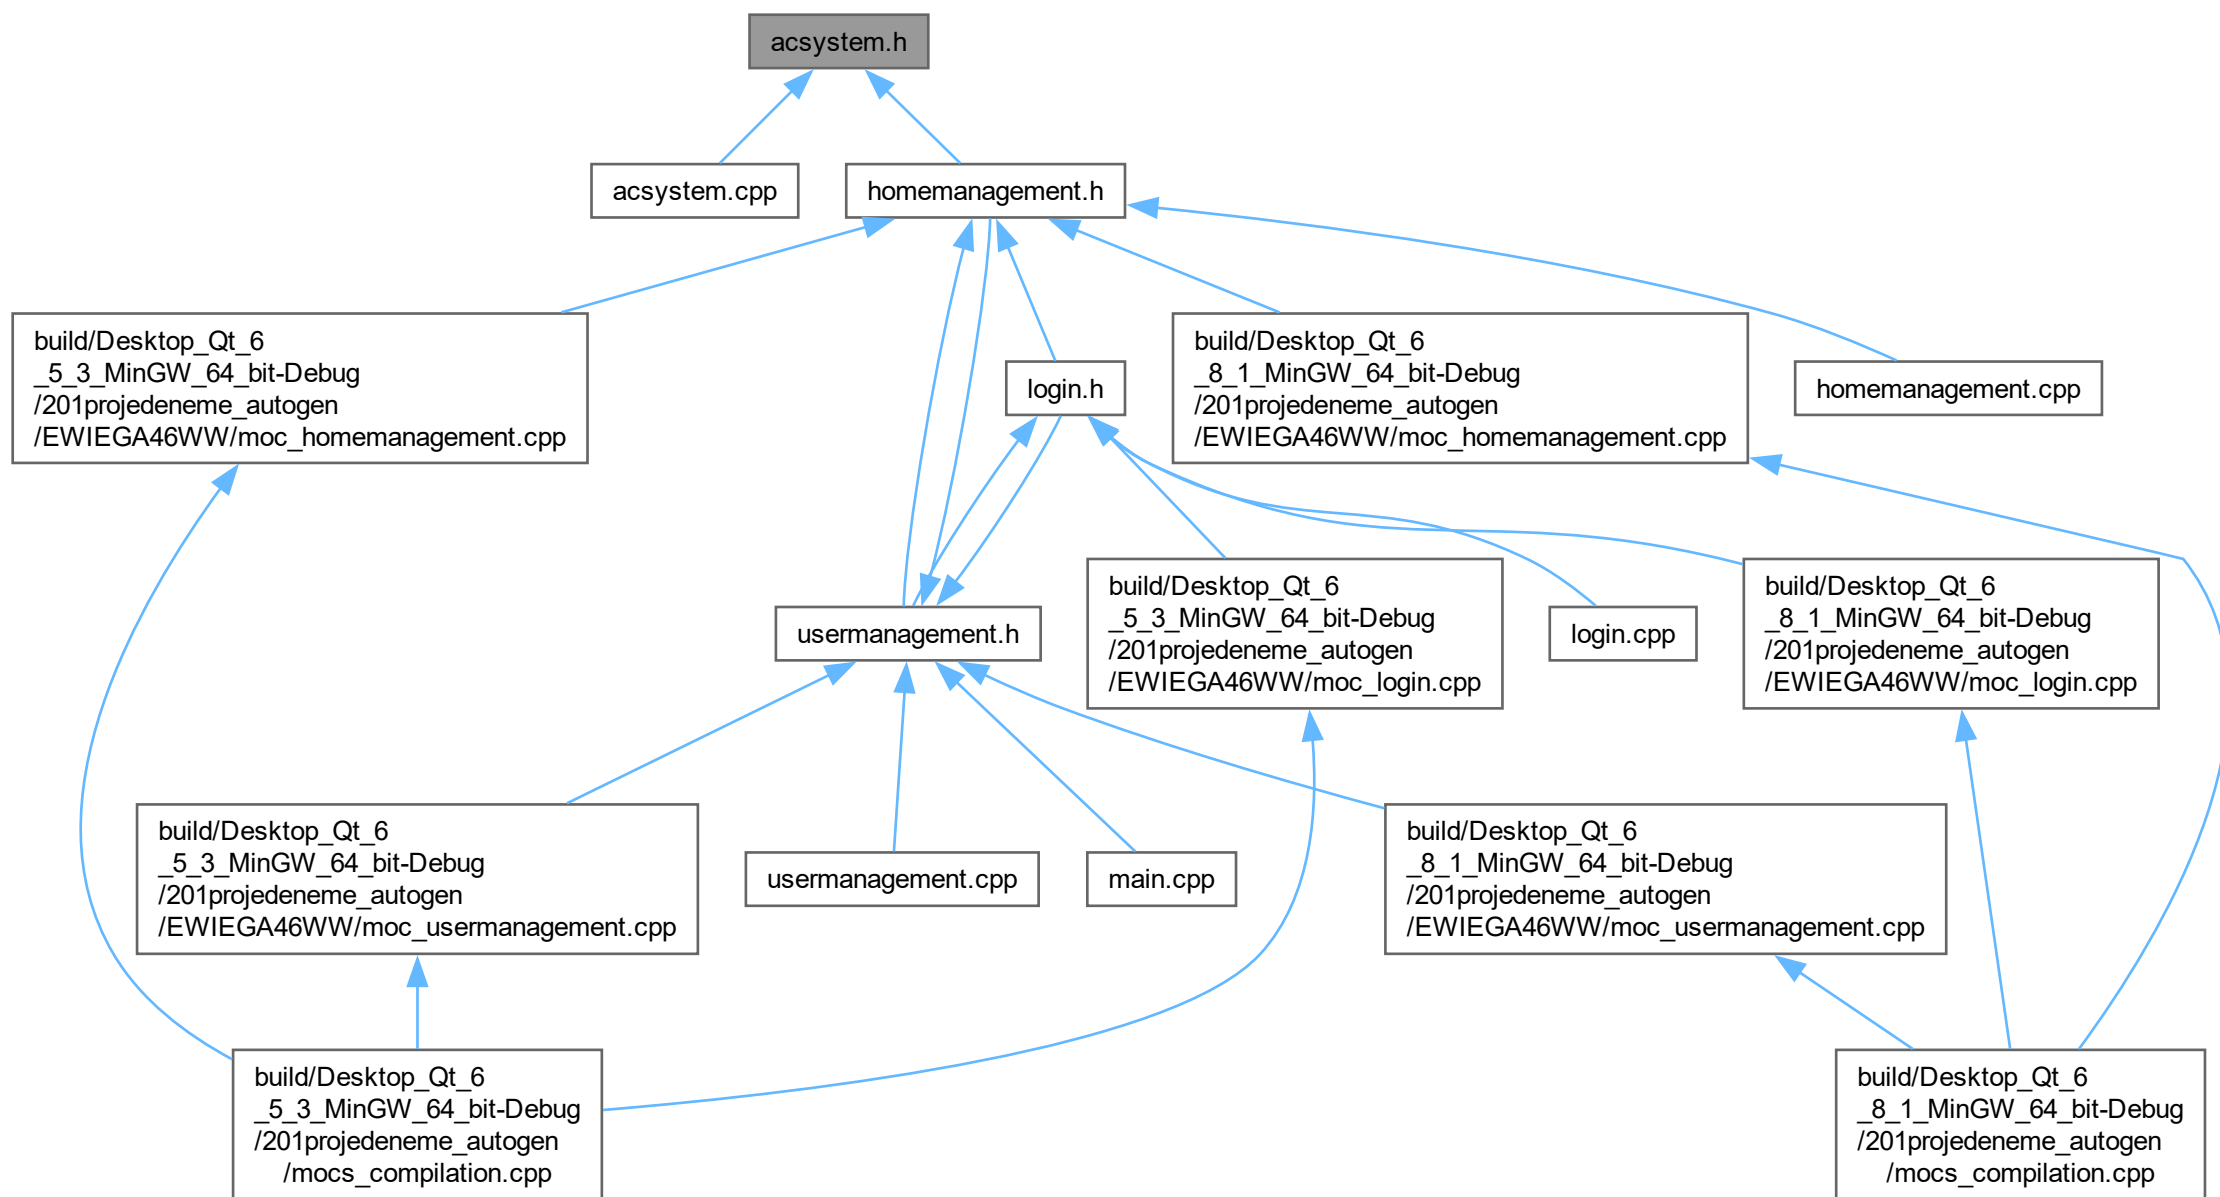 acsystem.h
acsystem.cpp
homemanagement.h
build/Desktop_Qt_6
_5_3_MinGW_64_bit-Debug
/201projedeneme_autogen
/EWIEGA46WW/moc_homemanagement.cpp
login.h
build/Desktop_Qt_6
_8_1_MinGW_64_bit-Debug
/201projedeneme_autogen
/EWIEGA46WW/moc_homemanagement.cpp
homemanagement.cpp
usermanagement.h
build/Desktop_Qt_6
_5_3_MinGW_64_bit-Debug
/201projedeneme_autogen
/EWIEGA46WW/moc_login.cpp
login.cpp
build/Desktop_Qt_6
_8_1_MinGW_64_bit-Debug
/201projedeneme_autogen
/EWIEGA46WW/moc_login.cpp
build/Desktop_Qt_6
_5_3_MinGW_64_bit-Debug
/201projedeneme_autogen
/EWIEGA46WW/moc_usermanagement.cpp
usermanagement.cpp
main.cpp
build/Desktop_Qt_6
_8_1_MinGW_64_bit-Debug
/201projedeneme_autogen
/EWIEGA46WW/moc_usermanagement.cpp
build/Desktop_Qt_6
_5_3_MinGW_64_bit-Debug
/201projedeneme_autogen
/mocs_compilation.cpp
build/Desktop_Qt_6
_8_1_MinGW_64_bit-Debug
/201projedeneme_autogen
/mocs_compilation.cpp